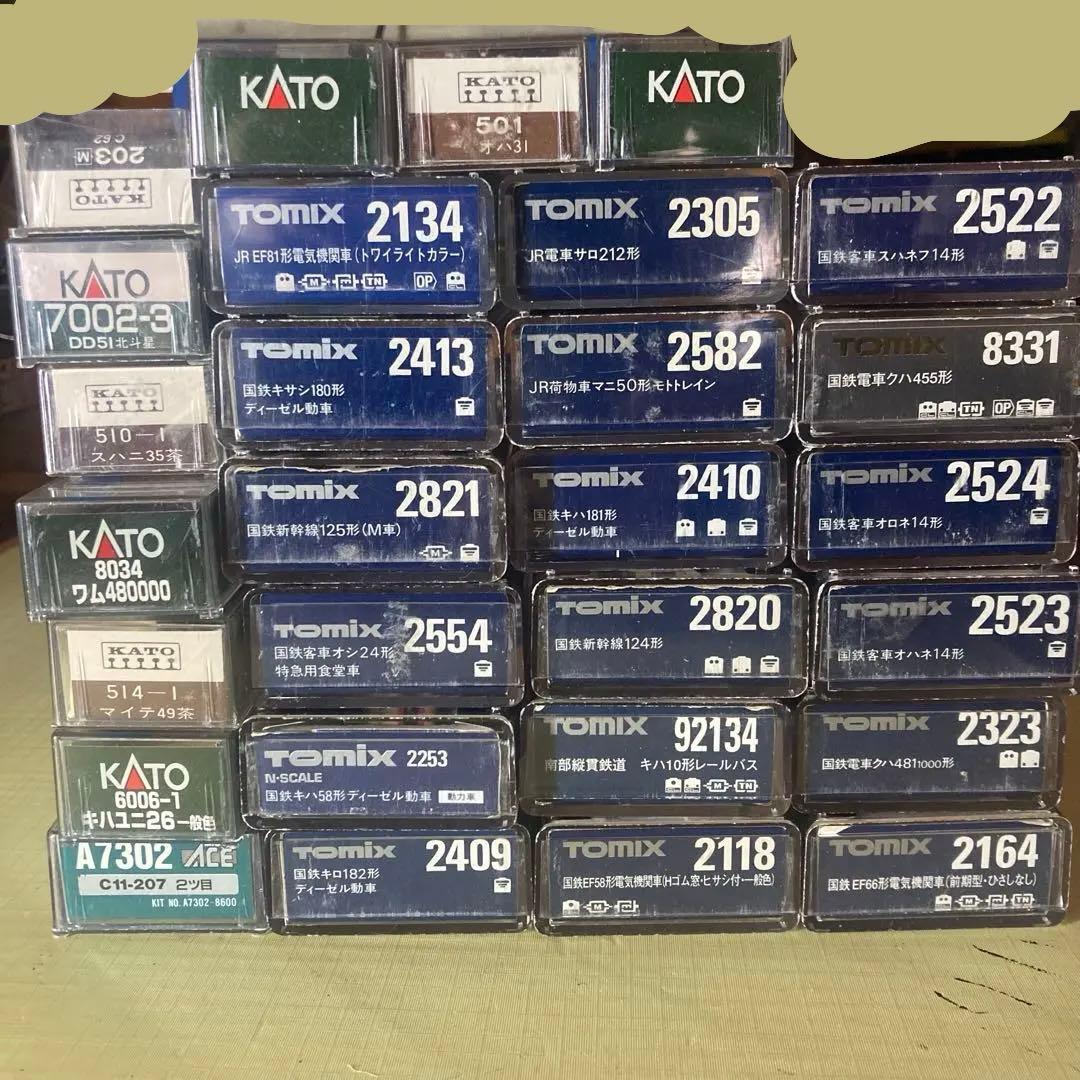 KATO
KATO
501
オハ31
KATO
203 M
C62
KATO
KATO
7002-3
DD51北斗星
KATO
510-1
スハニ35茶
KATO
8034
ワム480000
KATO
514-1
マイテ49茶
KATO
6006-1
キハユニ26一般色
A7302 ACE
C11-207 2ツ目
KIT NO. A7302-8600
TOMIX 2134
JR EF81形電気機関車(トワイライトカラー)
M TN OP
TOMIX 2305
JR電車サロ212形
TOMIX 2522
国鉄客車スハネフ14形
TOMIX 2413
国鉄キサシ180形
ディーゼル動車
TOMIX 2582
JR荷物車マニ50形モトトレイン
TOMIX 8331
国鉄電車クハ455形
TN OP
TOMIX 2821
国鉄新幹線125形(M車)
M
TOMIX 2410
国鉄キハ181形
ディーゼル動車
TOMIX 2524
国鉄客車オロネ14形
TOMIX 2554
国鉄客車オシ24形
特急用食堂車
TOMIX 2820
国鉄新幹線124形
TOMIX 2523
国鉄客車オハネ14形
TOMIX 2253
N-SCALE
国鉄キハ58形ディーゼル動車 動力車
TOMIX 92134
南部縦貫鉄道 キハ10形レールバス
M TN
TOMIX 2323
国鉄電車クハ481 1000形
TOMIX 2409
国鉄キロ182形
ディーゼル動車
TOMIX 2118
国鉄EF58形電気機関車(Hゴム窓・ヒサシ付・一般色)
M
TOMIX 2164
国鉄EF66形電気機関車(前期型・ひさしなし)
M TN